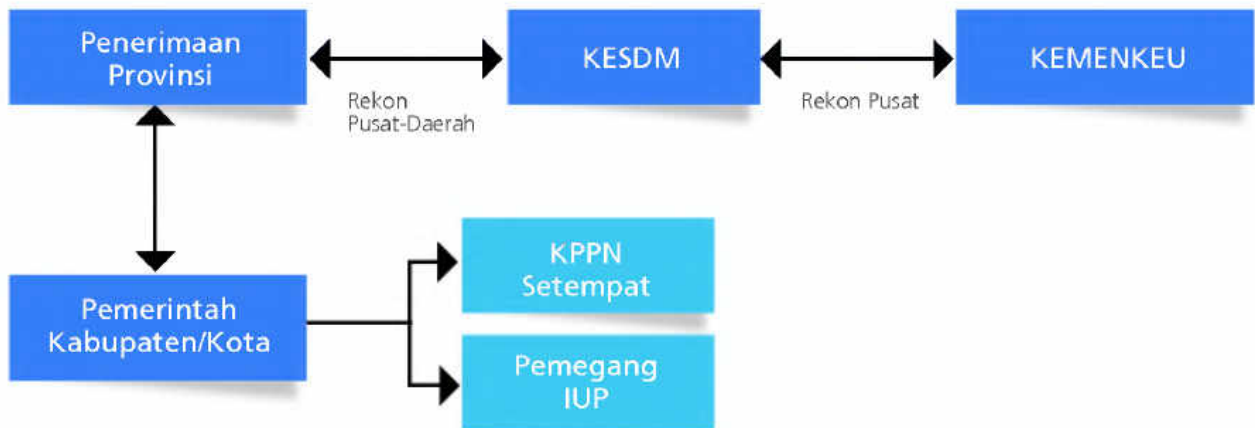 Penerimaan
Provinsi
KESDM
KEMENKEU
Rekon
Pusat-Daerah
Rekon Pusat
KPPN
Setempat
Pemerintah
Kabupaten/Kota
Pemegang
IUP